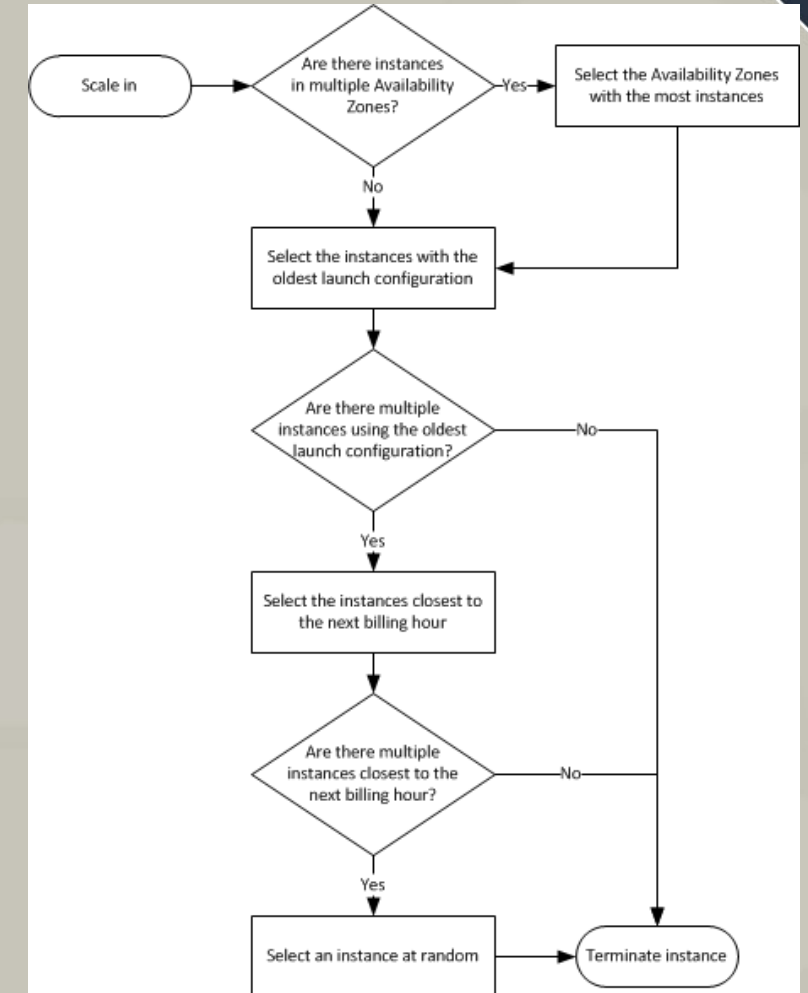 Scale in
Are there instances
in multiple Availability
Zones?
Yes
Select the Availability Zones
with the most instances
No
Select the instances with the
oldest launch configuration
Are there multiple
instances using the oldest
launch configuration?
No
Yes
Select the instances closest to
the next billing hour
Are there multiple
instances closest to the
next billing hour?
No
Yes
Select an instance at random
Terminate instance